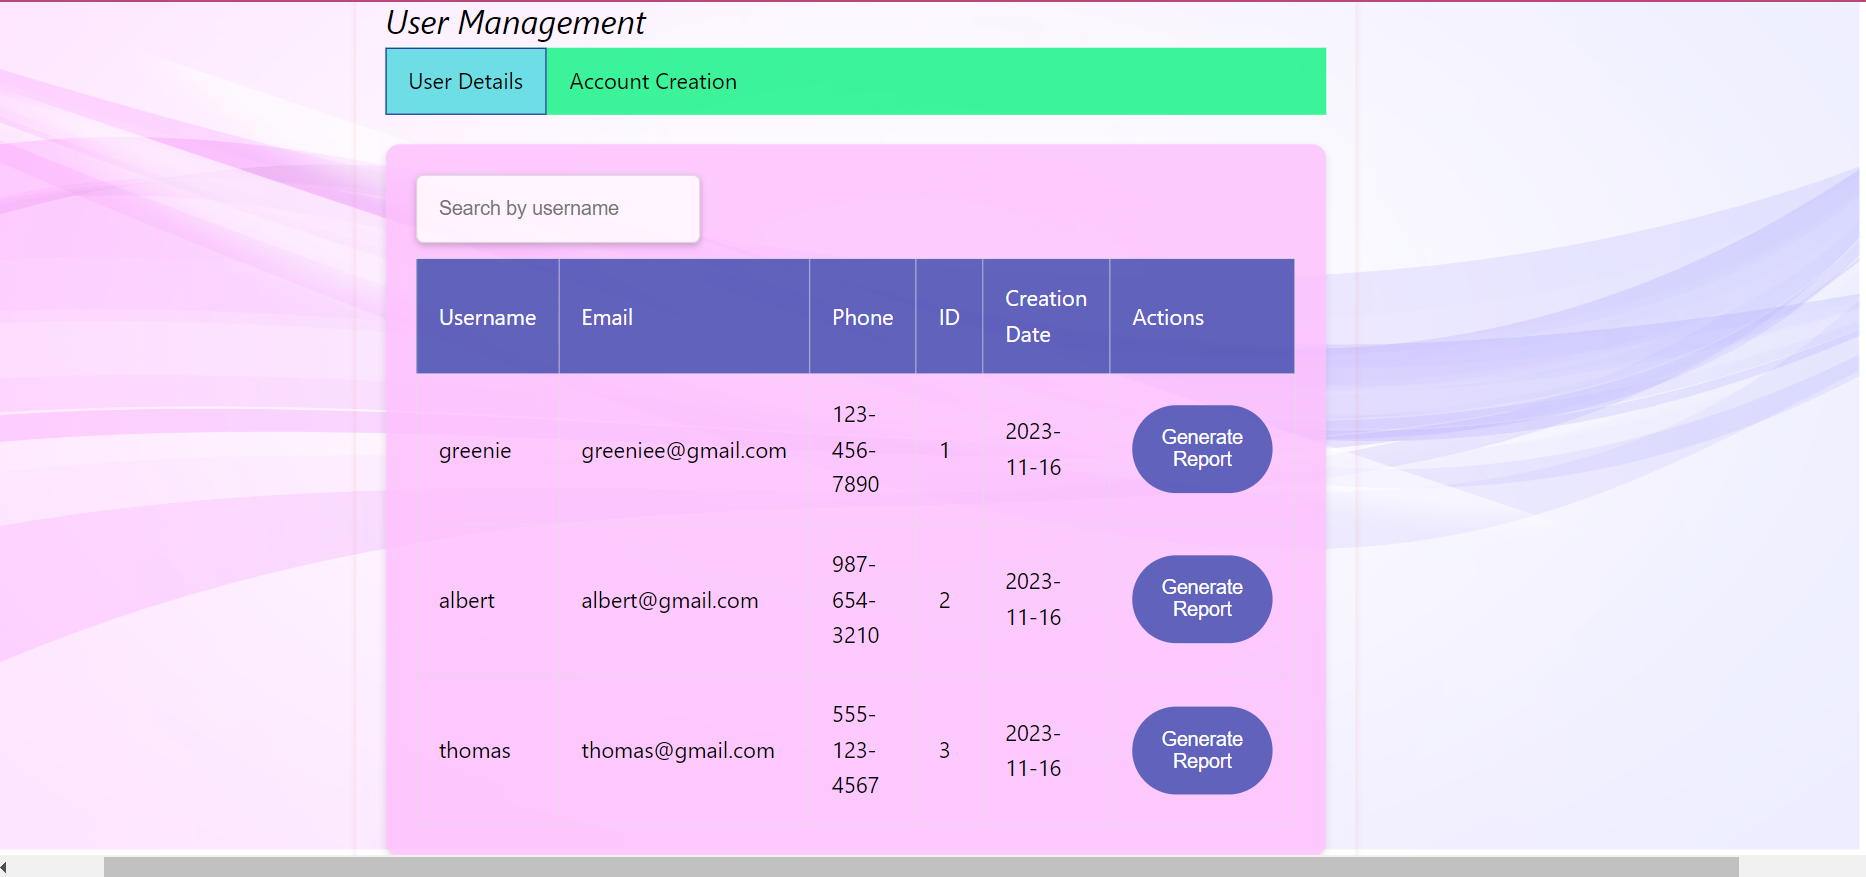 User Management
User Details Account Creation
Search by username
Username Email Phone ID Creation Date Actions
greenie greeniee@gmail.com 123-456-7890 1 2023-11-16 Generate Report
albert albert@gmail.com 987-654-3210 2 2023-11-16 Generate Report
thomas thomas@gmail.com 555-123-4567 3 2023-11-16 Generate Report